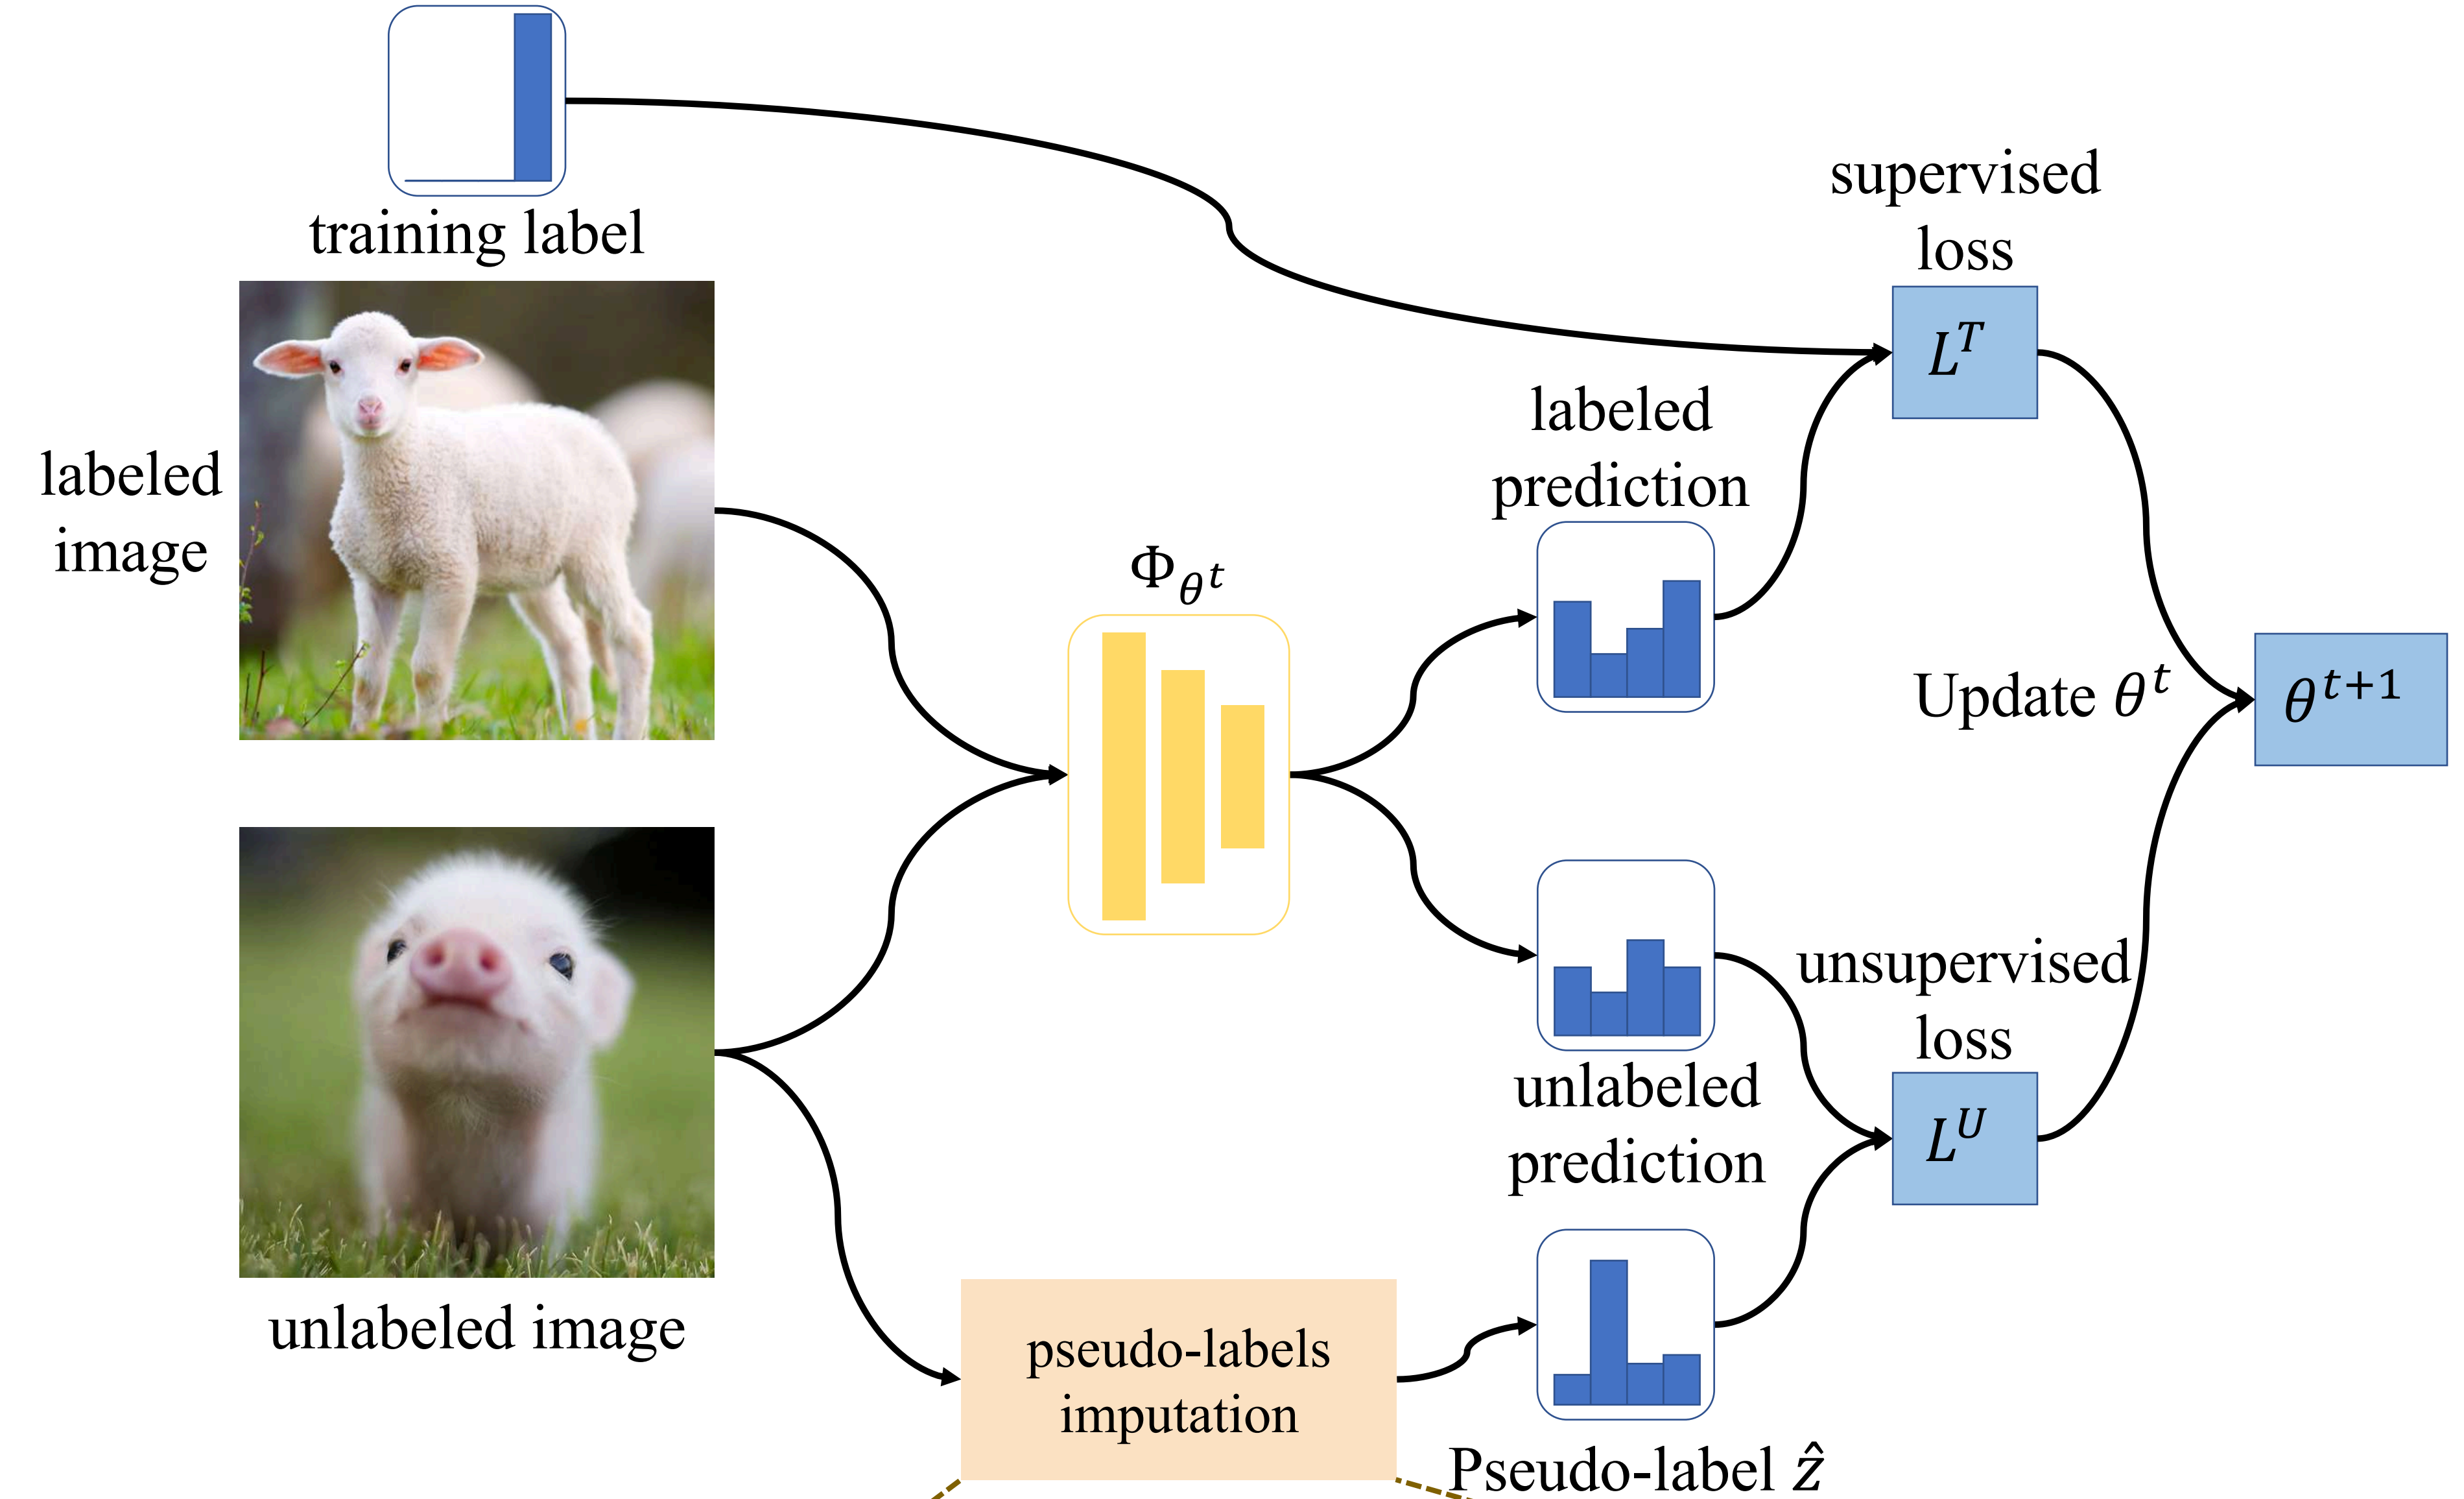 training label
supervised
loss
L^T
labeled
image
labeled
prediction
Φ_{θ^t}
Update θ^t
θ^{t+1}
unsupervised
loss
L^U
unlabeled
prediction
unlabeled image
pseudo-labels
imputation
Pseudo-label ẑ